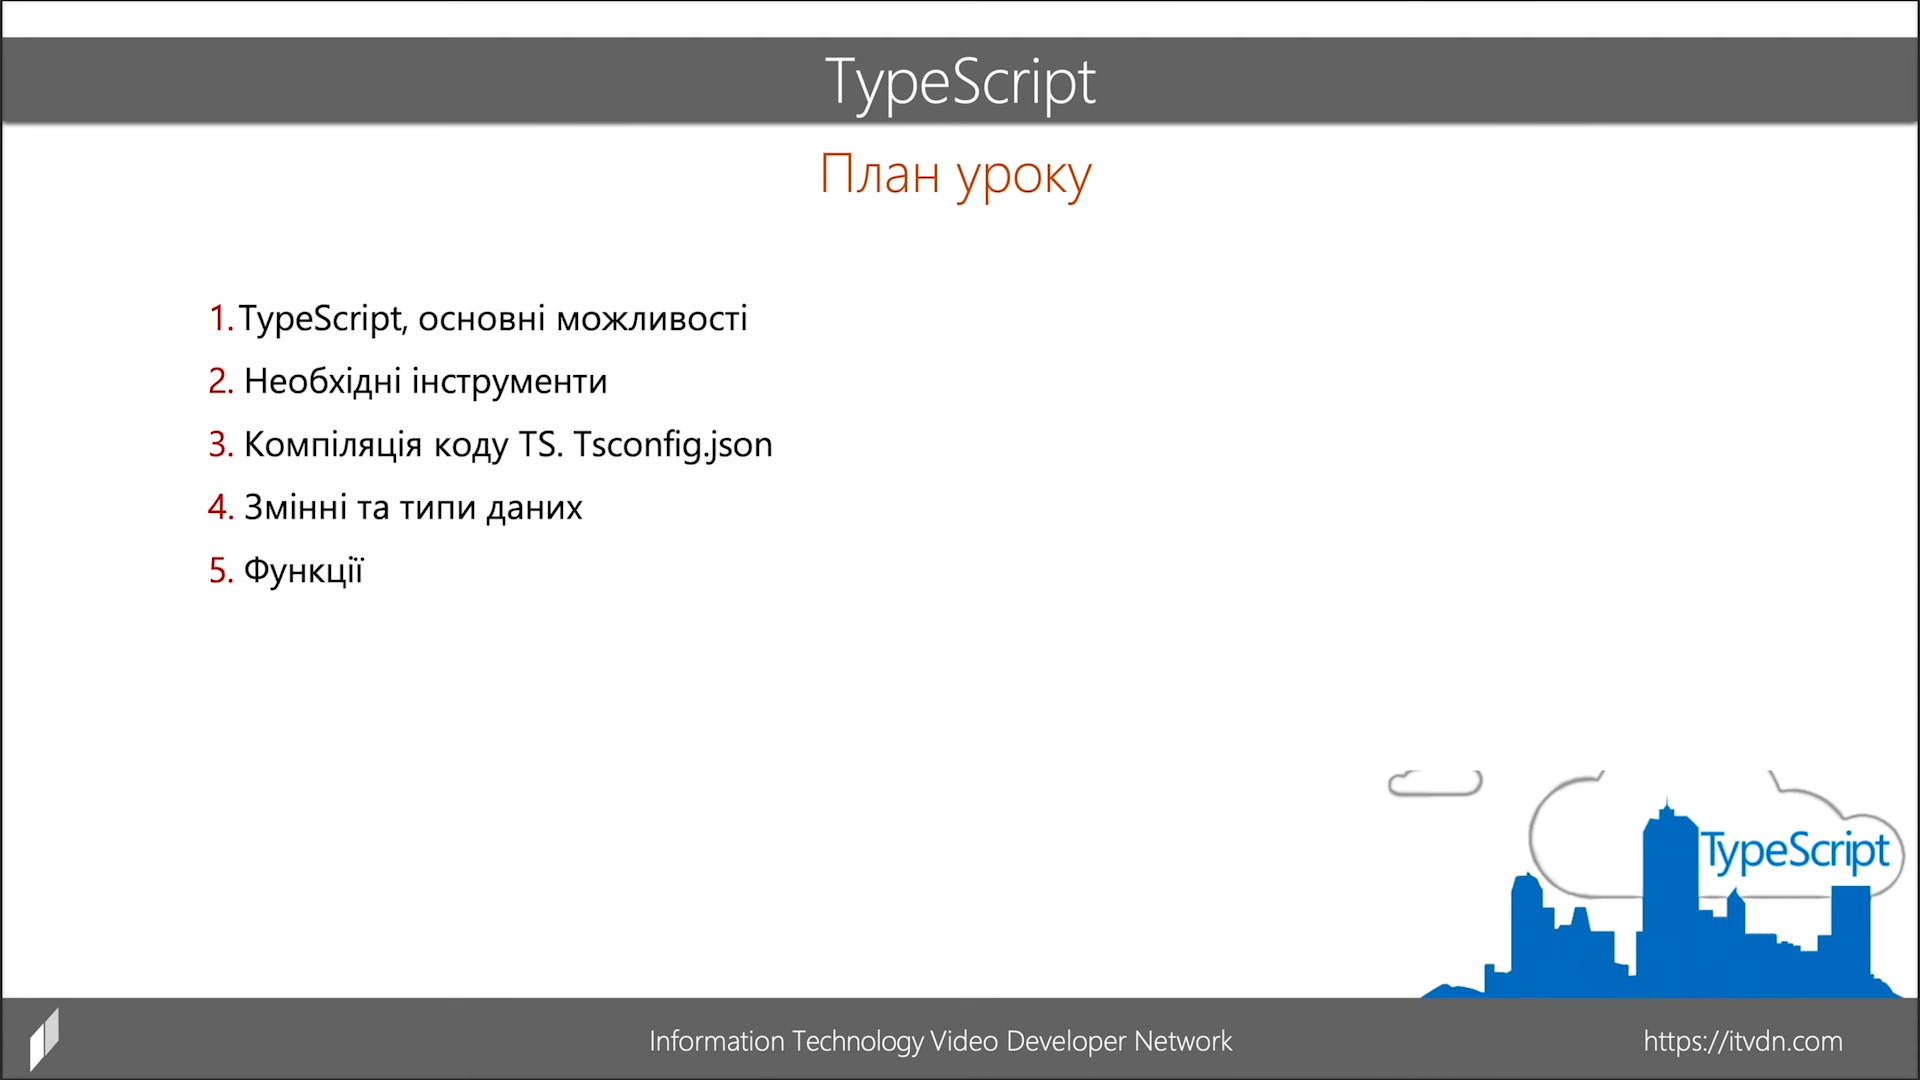 TypeScript
План уроку
1. TypeScript, основні можливості
2. Необхідні інструменти
3. Компіляція коду TS. Tsconfig.json
4. Змінні та типи даних
5. Функції
TypeScript
Information Technology Video Developer Network
https://itvdn.com